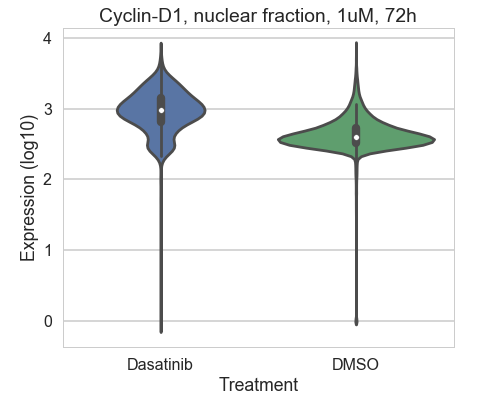 Cyclin-D1, nuclear fraction, 1uM, 72h
Expression (log10)
4
3
2
1
0
Dasatinib
DMSO
Treatment